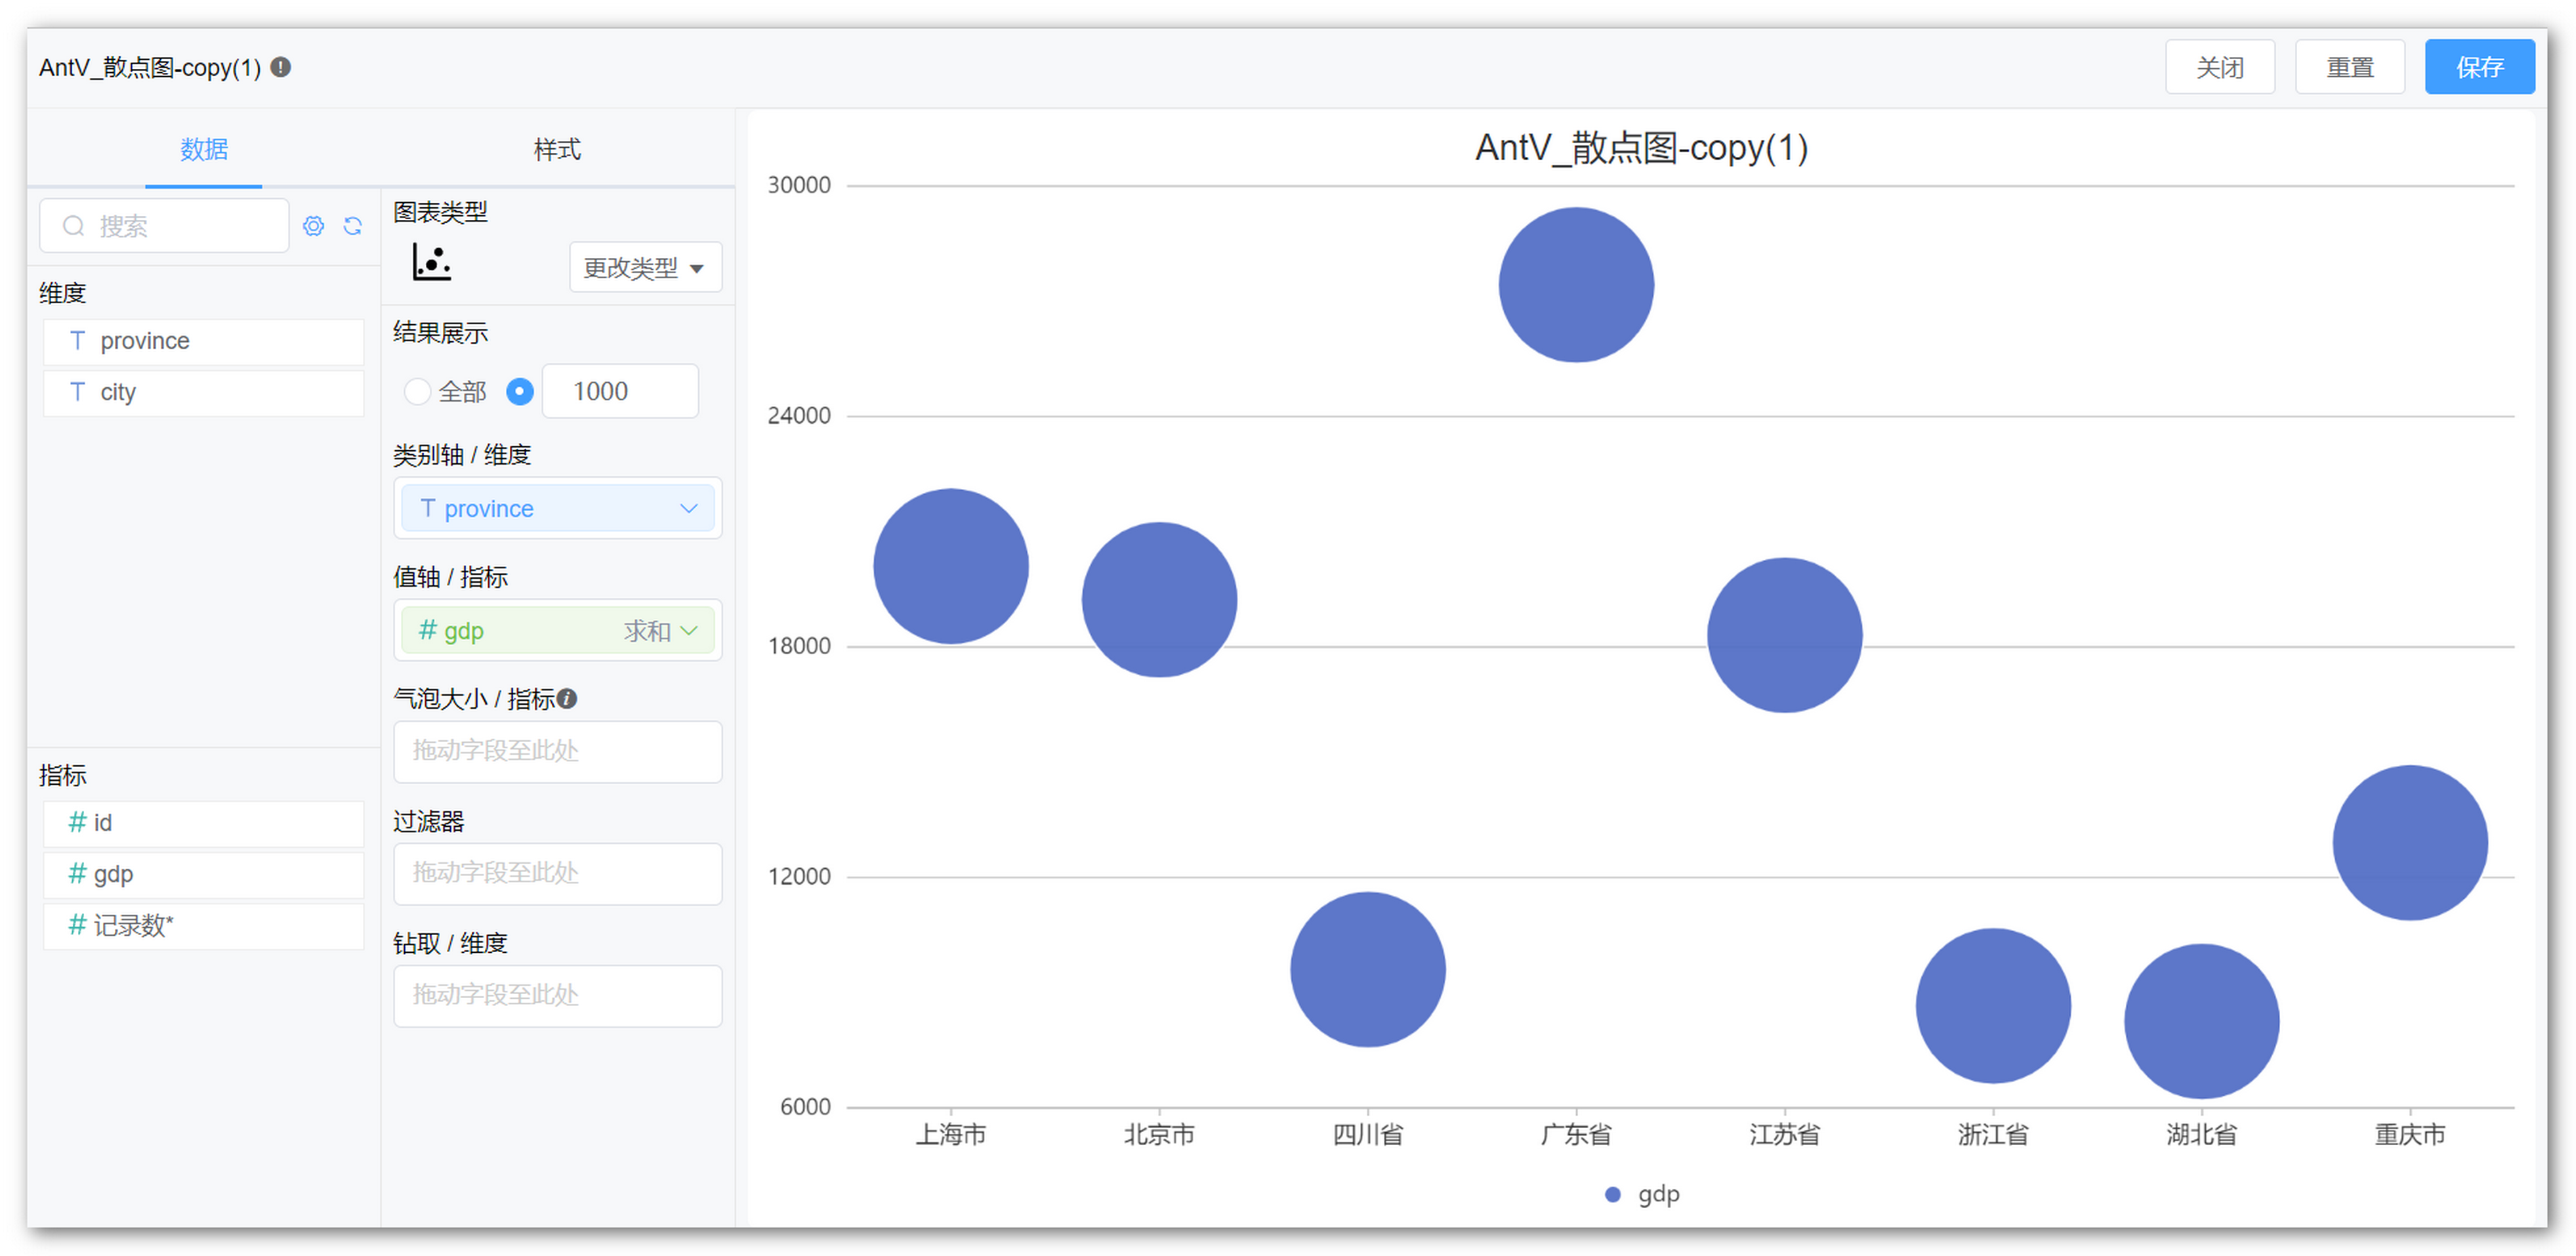 AntV_散点图-copy(1)
关闭
重置
保存
数据
样式
搜索
维度
province
city
指标
id
gdp
记录数*
图表类型
更改类型
结果展示
全部
1000
类别轴 / 维度
province
值轴 / 指标
gdp 求和
气泡大小 / 指标
拖动字段至此处
过滤器
拖动字段至此处
钻取 / 维度
拖动字段至此处
AntV_散点图-copy(1)
30000
24000
18000
12000
6000
上海市 北京市 四川省 广东省 江苏省 浙江省 湖北省 重庆市
gdp